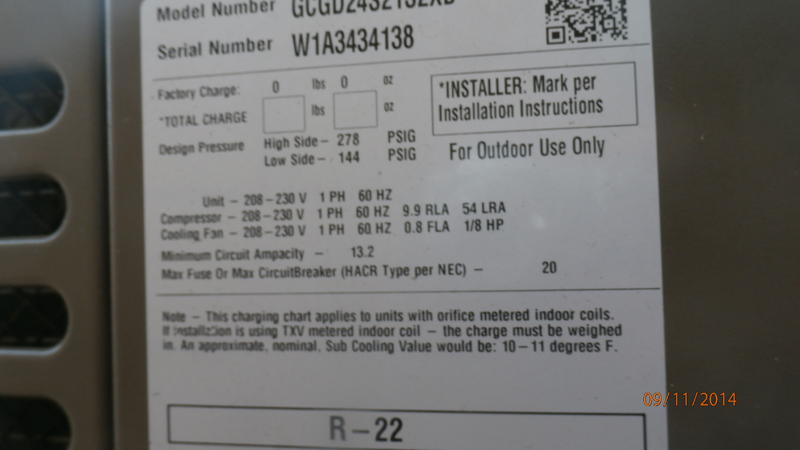 Model Number
Serial Number W1A3434138
Factory Charge: 0 lbs 0 oz
*TOTAL CHARGE lbs oz
*INSTALLER: Mark per
Installation Instructions
Design Pressure High Side – 278 PSIG
Low Side – 144 PSIG
For Outdoor Use Only
Unit – 208–230 V 1 PH 60 HZ
Compressor – 208–230 V 1 PH 60 HZ 9.9 RLA 54 LRA
Cooling Fan – 208–230 V 1 PH 60 HZ 0.8 FLA 1/8 HP
Minimum Circuit Ampacity – 13.2
Max Fuse Or Max CircuitBreaker (HACR Type per NEC) – 20
Note – This charging chart applies to units with orifice metered indoor coils.
If installation is using TXV metered indoor coil – the charge must be weighed
in. An approximate, nominal, Sub Cooling Value would be: 10–11 degrees F.
R–22
09/11/2014